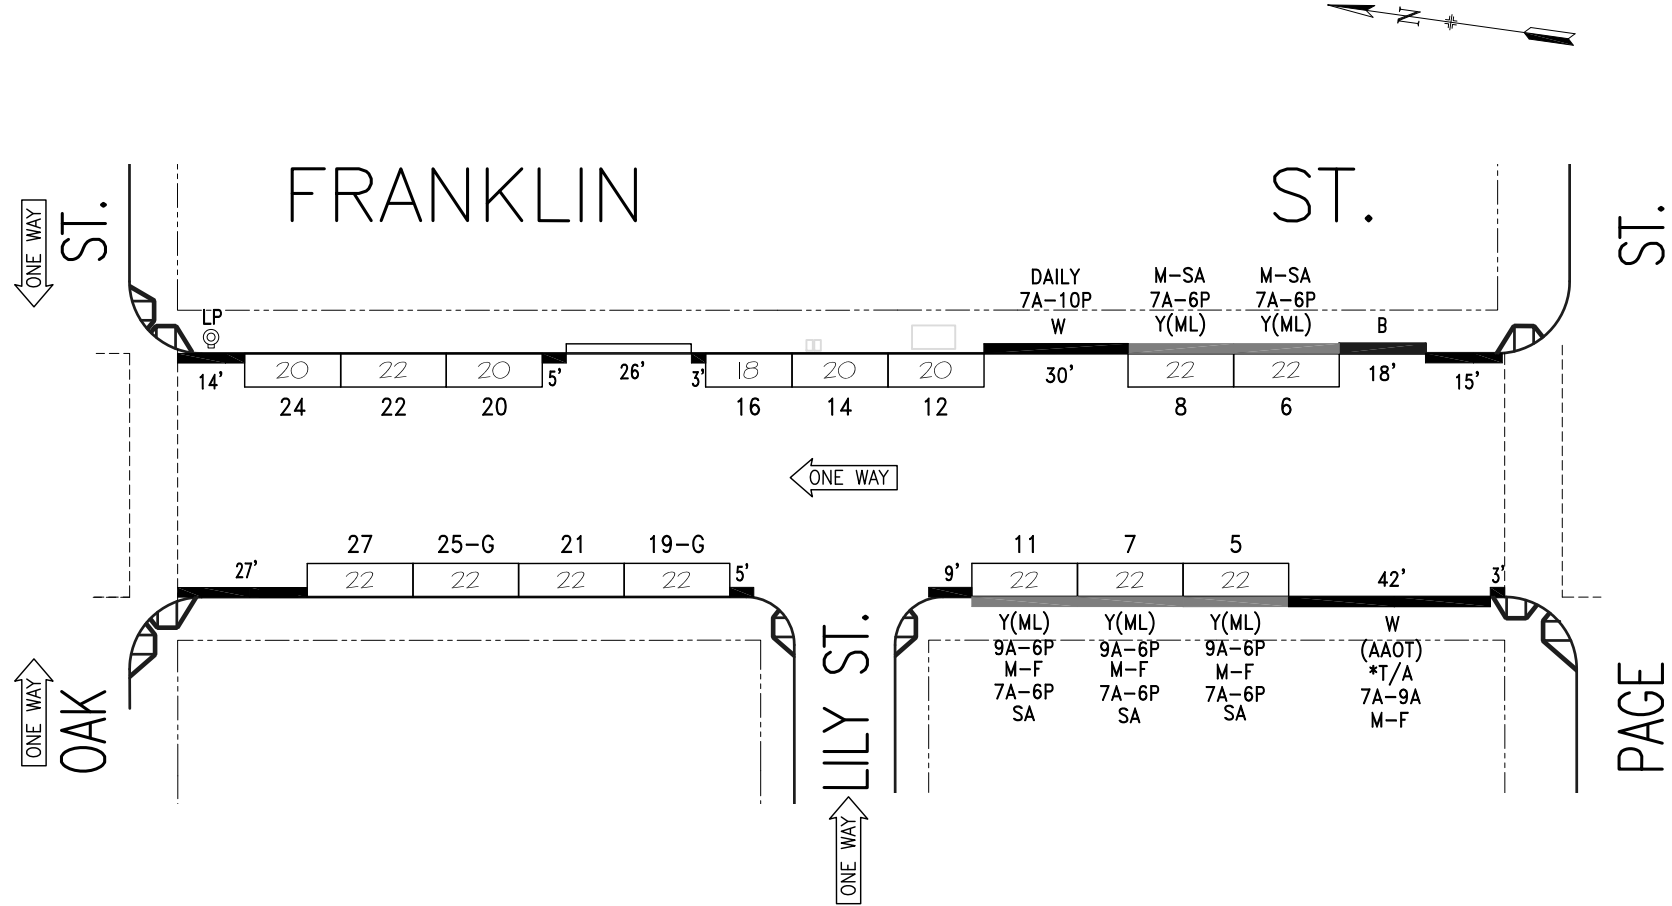 N
FRANKLIN ST.
ST.
ONE WAY
ST.
LP
DAILY
7A-10P
W
M-SA
7A-6P
Y(ML)
M-SA
7A-6P
Y(ML)
B
14'
20
22
20
5'
26'
3'
18
20
20
30'
22
22
18'
15'
24
22
20
16
14
12
8
6
ONE WAY
27
25-G
21
19-G
11
7
5
27'
22
22
22
22
5'
9'
22
22
22
42'
3'
Y(ML)
9A-6P
M-F
7A-6P
SA
Y(ML)
9A-6P
M-F
7A-6P
SA
Y(ML)
9A-6P
M-F
7A-6P
SA
W
(AAOT)
*T/A
7A-9A
M-F
ONE WAY
OAK
LILY ST.
PAGE
ONE WAY